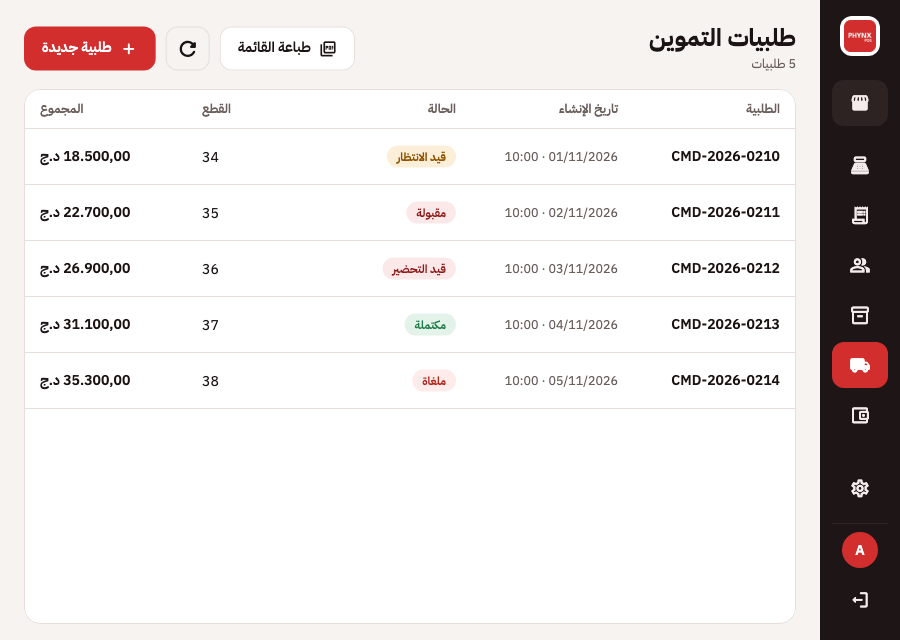 PHYNX
POS
طلبيات التموين
5 طلبيات
طباعة القائمة
طلبية جديدة
الطلبية تاريخ الإنشاء الحالة القطع المجموع
CMD-2026-0210 01/11/2026 · 10:00 قيد الانتظار 34 18.500,00 د.ج
CMD-2026-0211 02/11/2026 · 10:00 مقبولة 35 22.700,00 د.ج
CMD-2026-0212 03/11/2026 · 10:00 قيد التحضير 36 26.900,00 د.ج
CMD-2026-0213 04/11/2026 · 10:00 مكتملة 37 31.100,00 د.ج
CMD-2026-0214 05/11/2026 · 10:00 ملغاة 38 35.300,00 د.ج
A